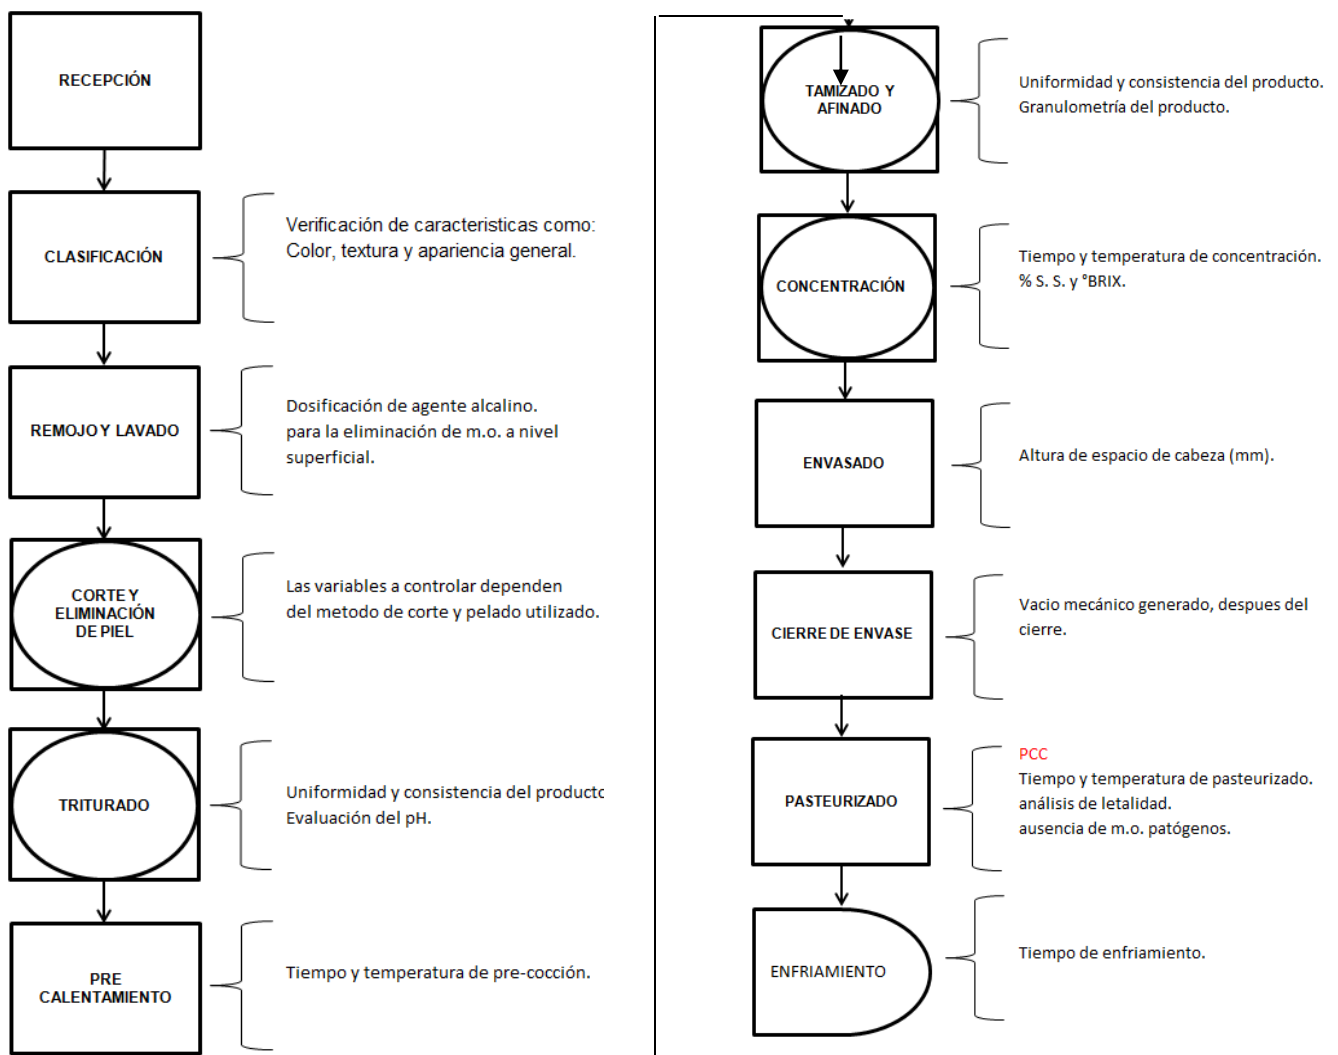 RECEPCIÓN
CLASIFICACIÓN
Verificación de caracteristicas como:
Color, textura y apariencia general.
REMOJO Y LAVADO
Dosificación de agente alcalino.
para la eliminación de m.o. a nivel
superficial.
CORTE Y
ELIMINACIÓN
DE PIEL
Las variables a controlar dependen
del metodo de corte y pelado utilizado.
TRITURADO
Uniformidad y consistencia del producto
Evaluación del pH.
PRE
CALENTAMIENTO
Tiempo y temperatura de pre-cocción.
TAMIZADO Y
AFINADO
Uniformidad y consistencia del producto.
Granulometría del producto.
CONCENTRACIÓN
Tiempo y temperatura de concentración.
% S. S. y °BRIX.
ENVASADO
Altura de espacio de cabeza (mm).
CIERRE DE ENVASE
Vacio mecánico generado, despues del
cierre.
PASTEURIZADO
PCC
Tiempo y temperatura de pasteurizado.
análisis de letalidad.
ausencia de m.o. patógenos.
ENFRIAMIENTO
Tiempo de enfriamiento.